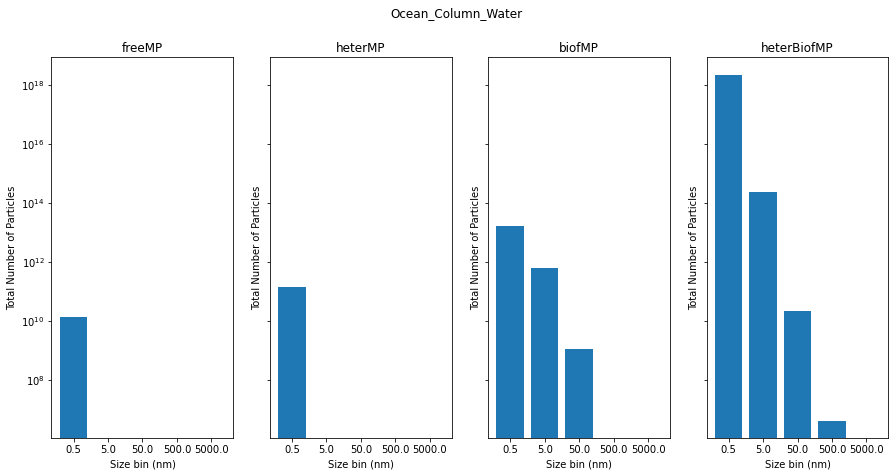 Ocean_Column_Water
freeMP
heterMP
biofMP
heterBiofMP
Total Number of Particles
10^18
10^16
10^14
10^12
10^10
10^8
0.5 5.0 50.0 500.0 5000.0
Size bin (nm)
Total Number of Particles
0.5 5.0 50.0 500.0 5000.0
Size bin (nm)
Total Number of Particles
0.5 5.0 50.0 500.0 5000.0
Size bin (nm)
Total Number of Particles
0.5 5.0 50.0 500.0 5000.0
Size bin (nm)